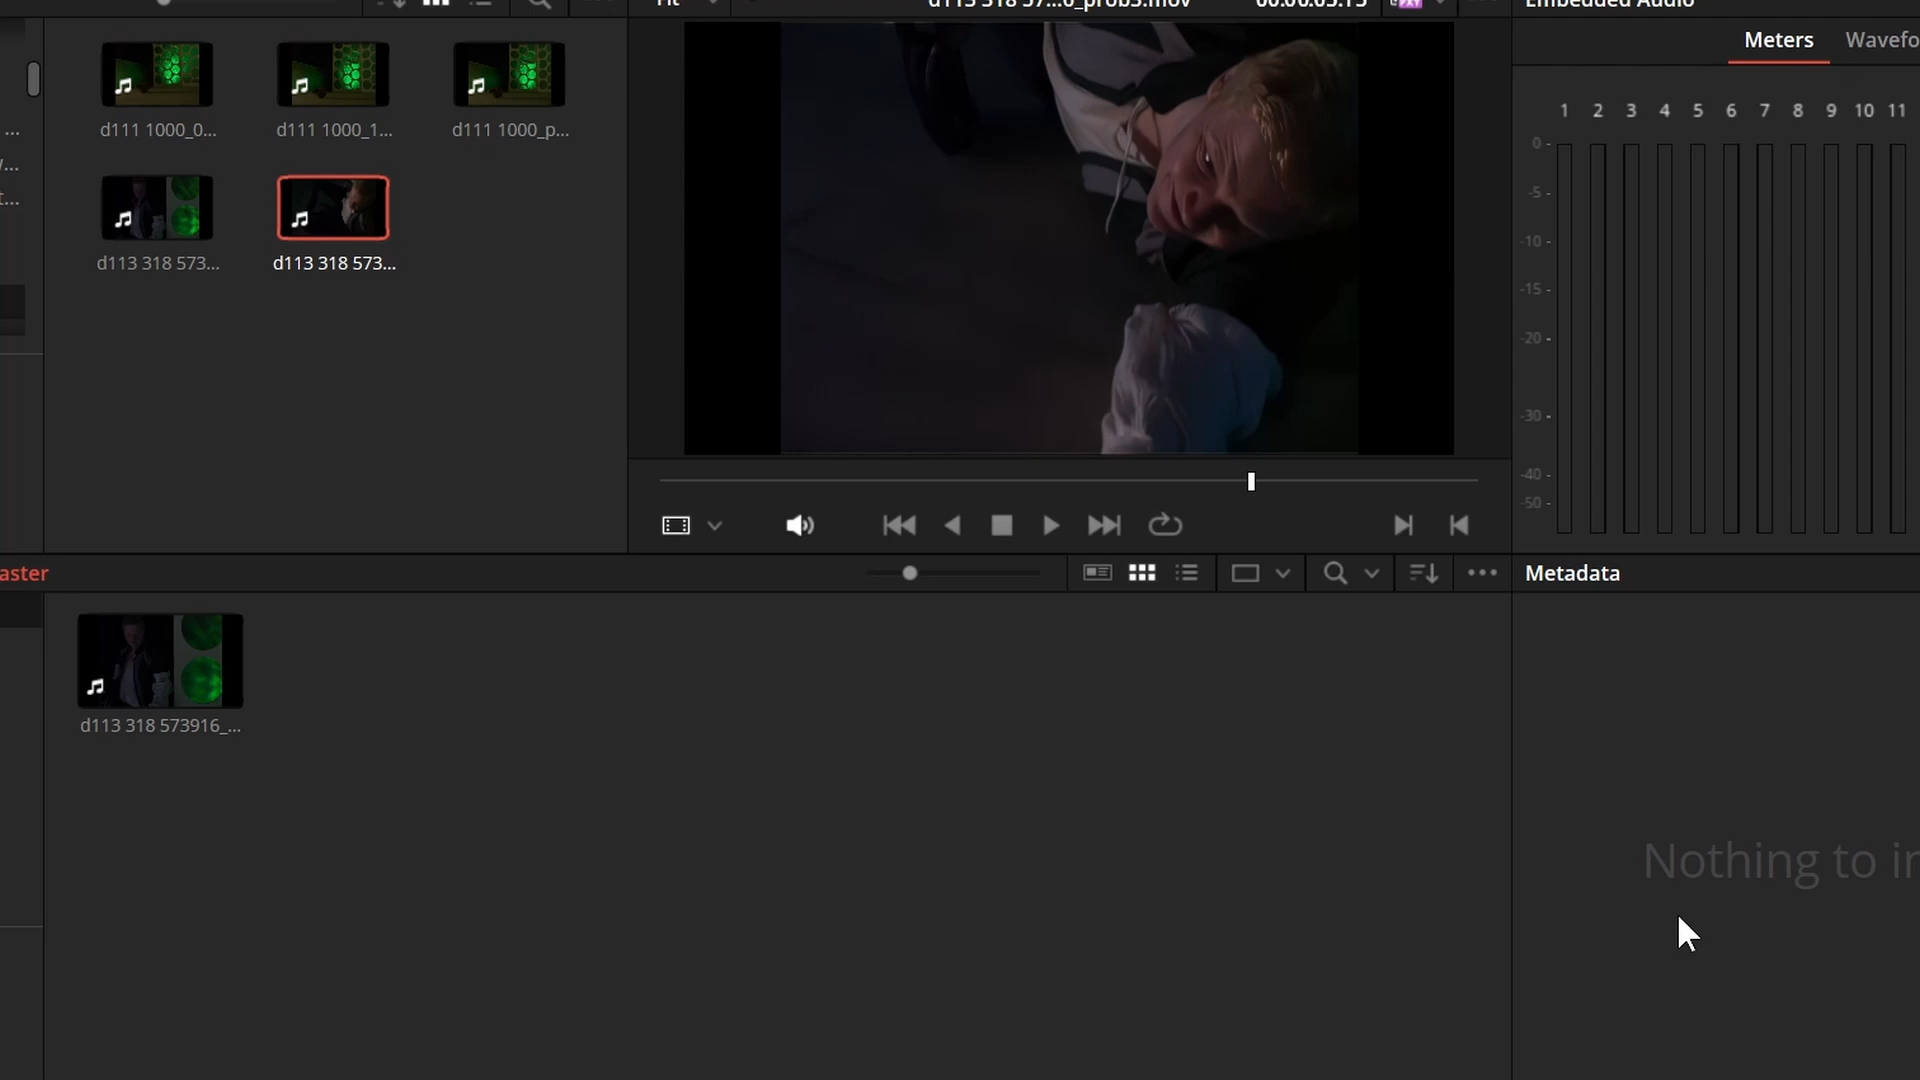 Fit
d113 318 57...6_prob3.mov
00:00:05:15
Embedded Audio
Meters
Wavefo
1 2 3 4 5 6 7 8 9 10 11
0 -
-5 -
-10 -
-15 -
-20 -
-30 -
-40 -
-50 -
d111 1000_0...
d111 1000_1...
d111 1000_p...
d113 318 573...
d113 318 573...
aster
Metadata
d113 318 573916_...
Nothing to in